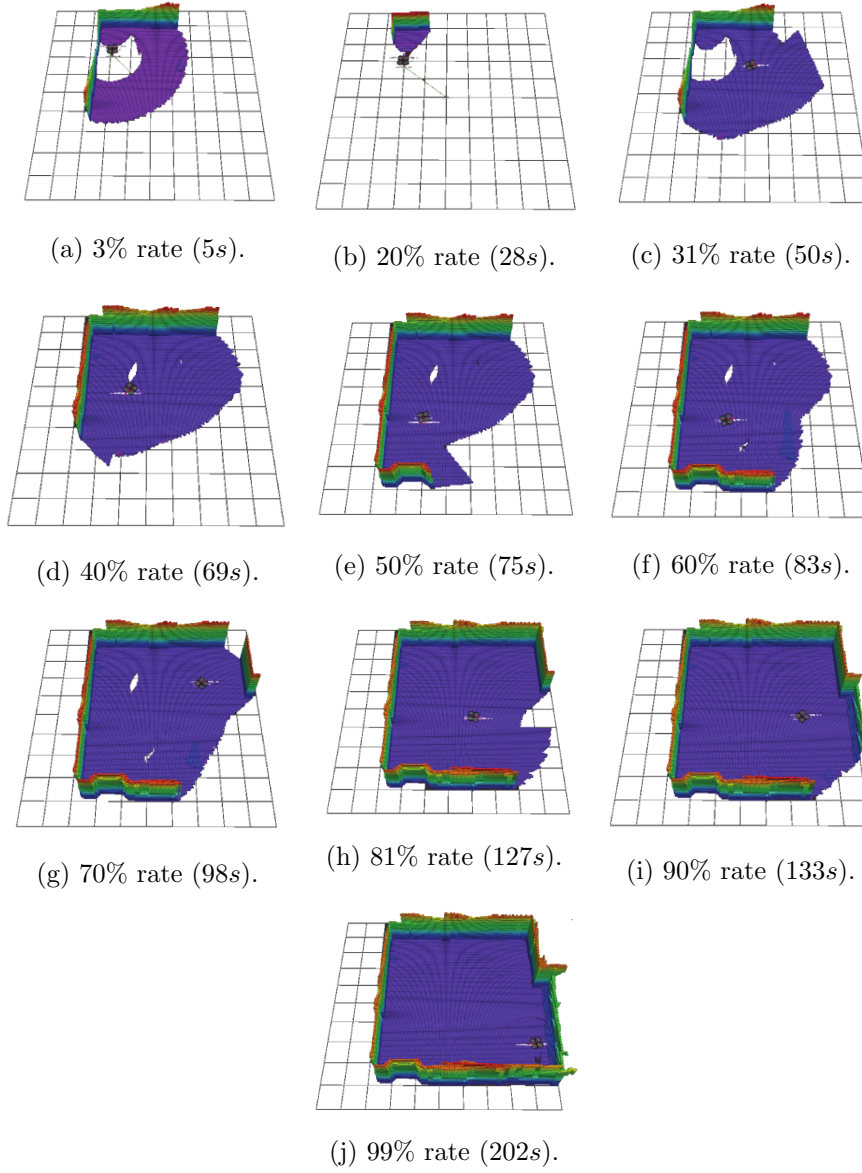 (a) 3% rate (5s).
(b) 20% rate (28s).
(c) 31% rate (50s).
(d) 40% rate (69s).
(e) 50% rate (75s).
(f) 60% rate (83s).
(g) 70% rate (98s).
(h) 81% rate (127s).
(i) 90% rate (133s).
(j) 99% rate (202s).